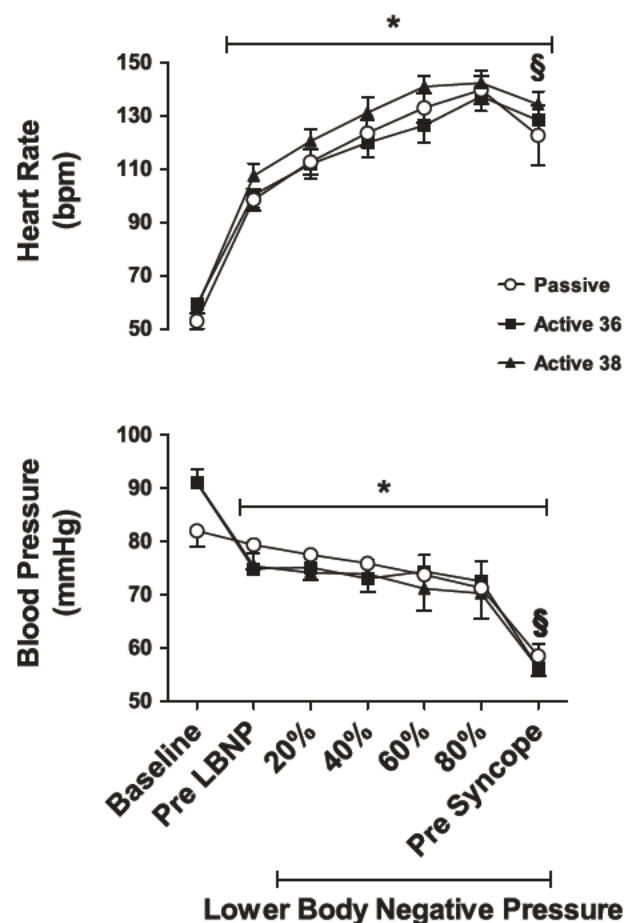 *
150
§
130
110
90
70
50
Heart Rate
(bpm)
Passive
Active 36
Active 38
100
90
80
70
60
50
Blood Pressure
(mmHg)
*
§
Baseline
Pre LBNP
20%
40%
60%
80%
Pre Syncope
Lower Body Negative Pressure